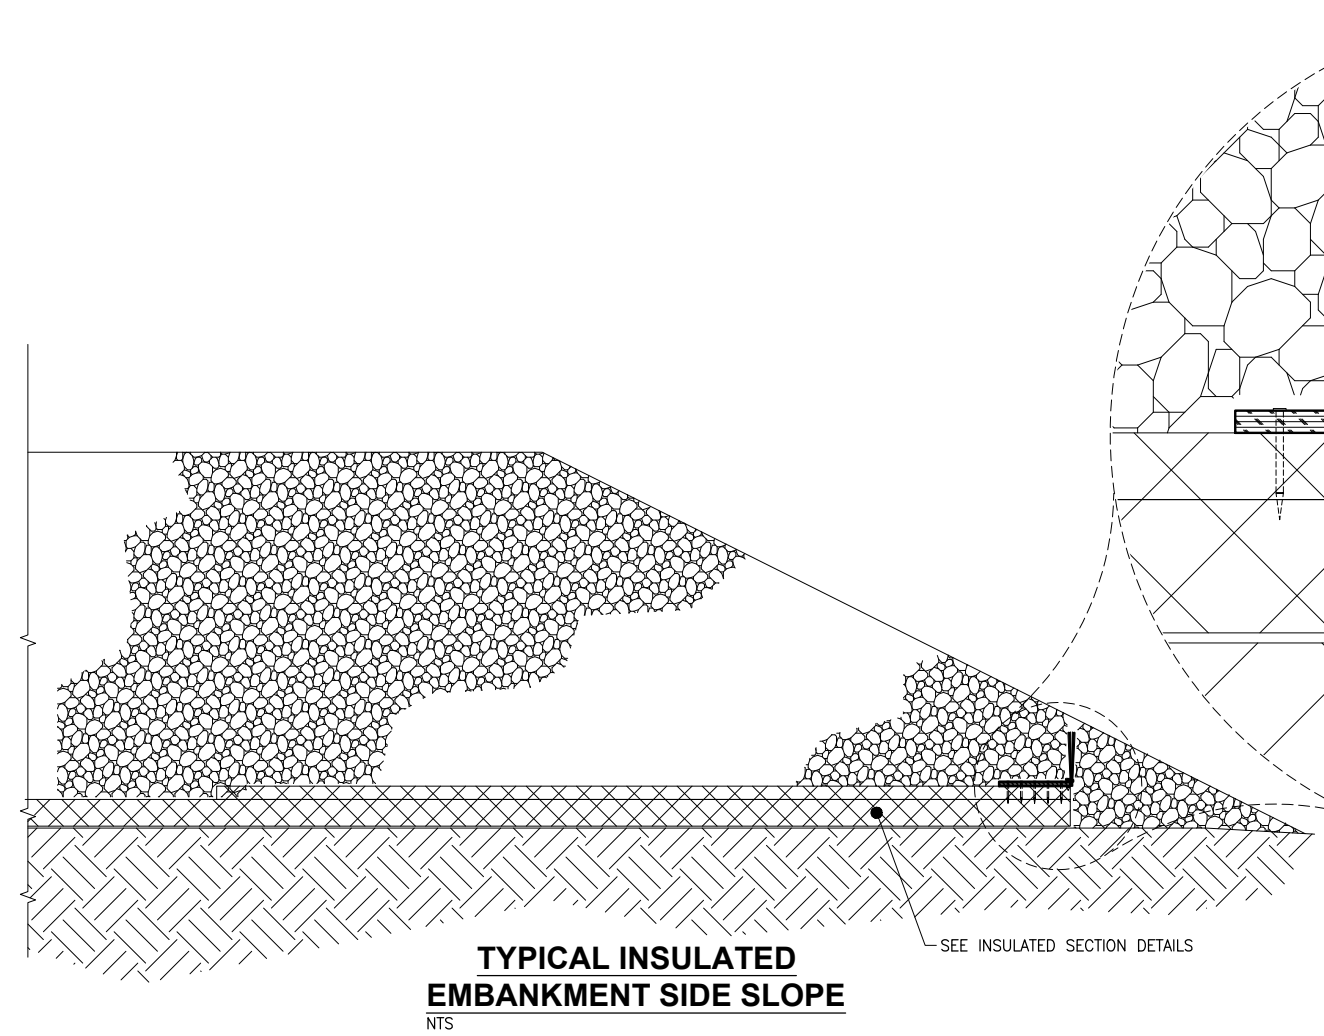 SEE INSULATED SECTION DETAILS
TYPICAL INSULATED
EMBANKMENT SIDE SLOPE
NTS